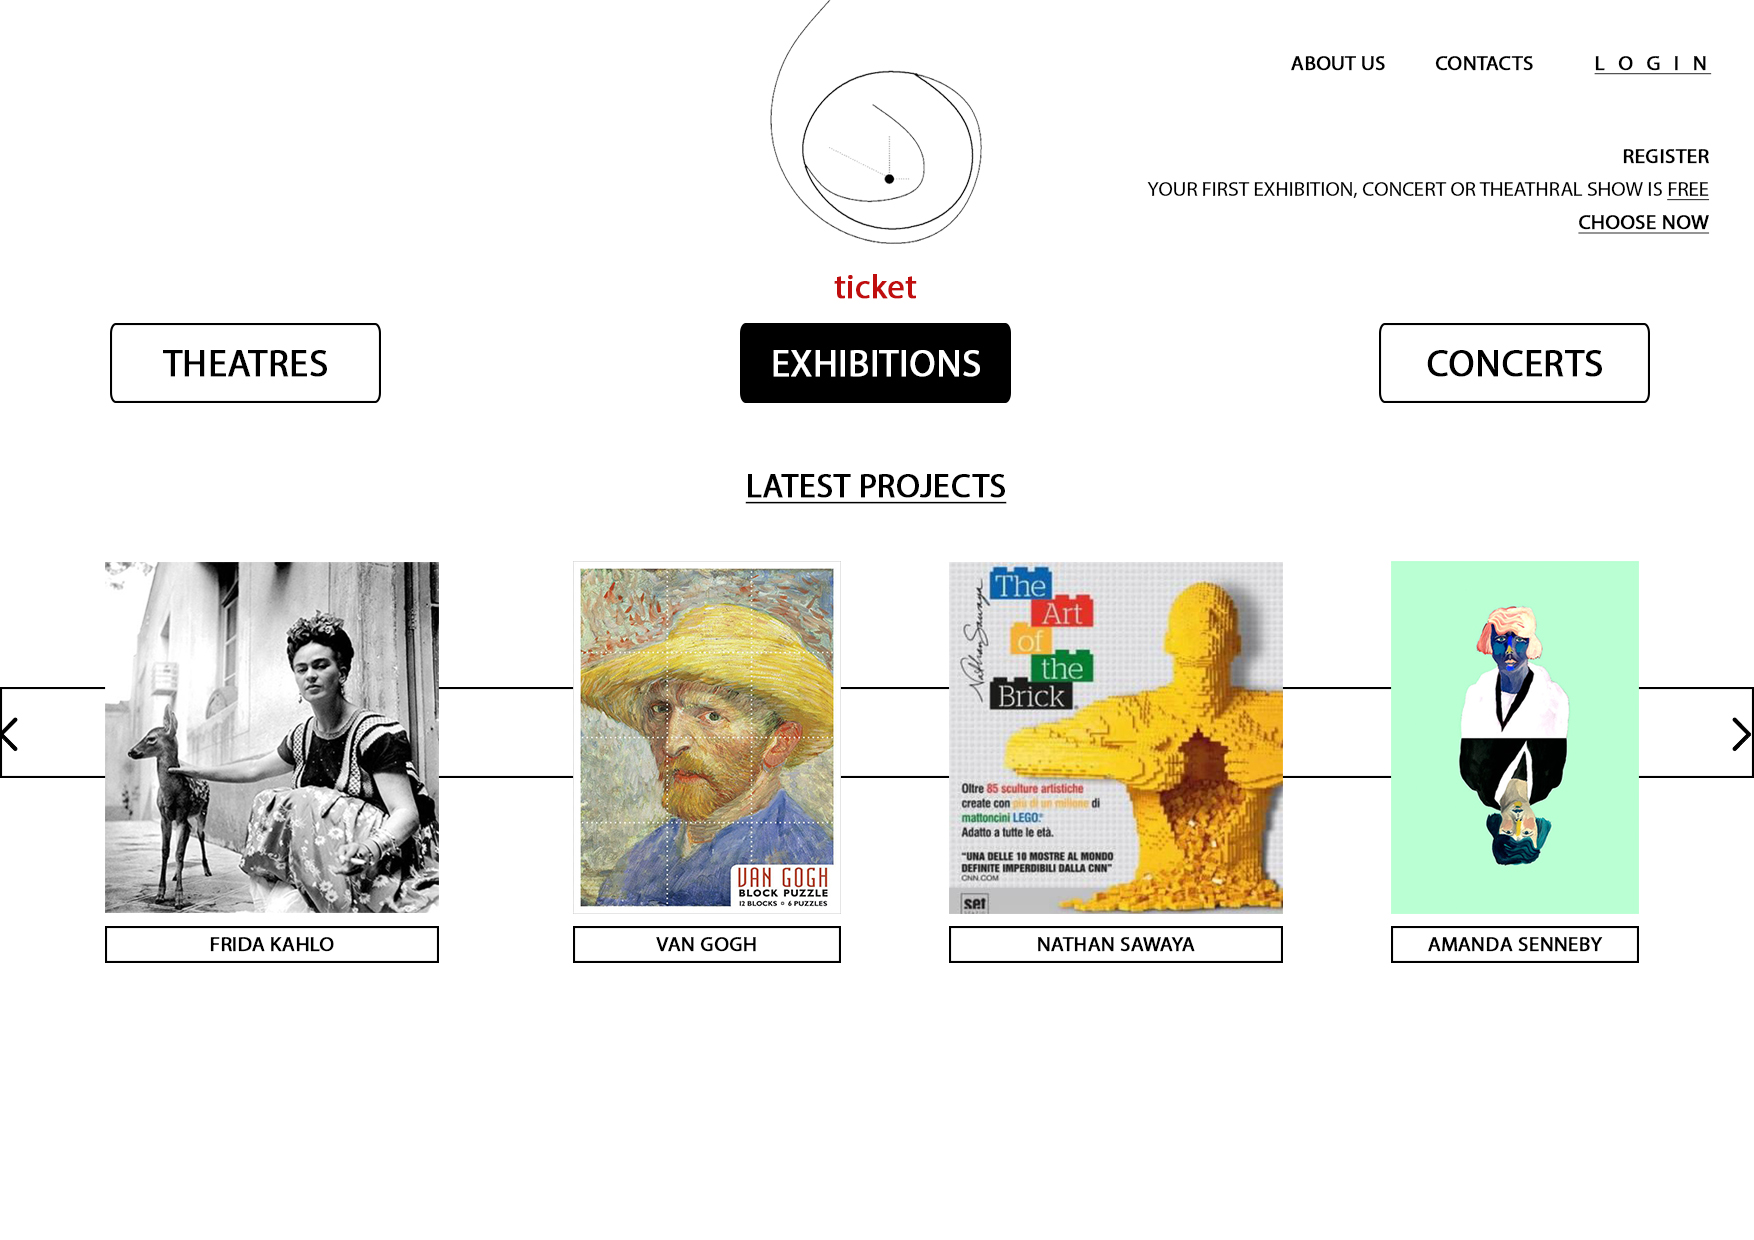 ABOUT US CONTACTS LOGIN
REGISTER
YOUR FIRST EXHIBITION, CONCERT OR THEATHRAL SHOW IS FREE
CHOOSE NOW
ticket
THEATRES EXHIBITIONS CONCERTS
LATEST PROJECTS
VAN GOGH
BLOCK PUZZLE
12 BLOCKS 6 PUZZLES
Nathan Sawaya
The
Art
of
the
Brick
Oltre 85 sculture artistiche
create con più di un milione di
mattoncini LEGO.®
Adatto a tutte le età.
"UNA DELLE 10 MOSTRE AL MONDO
DEFINITE IMPERDIBILI DALLA CNN"
CNN.COM
set
FRIDA KAHLO VAN GOGH NATHAN SAWAYA AMANDA SENNEBY